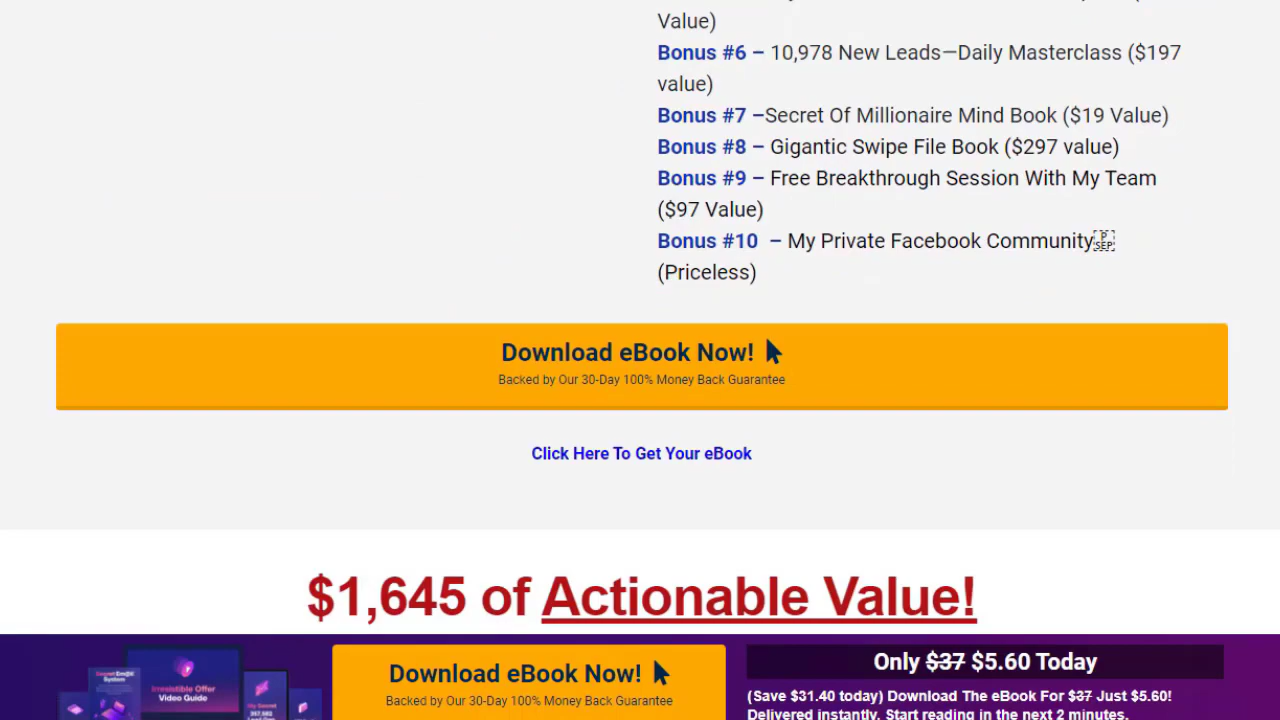 Value)
Bonus #6 – 10,978 New Leads—Daily Masterclass ($197
value)
Bonus #7 –Secret Of Millionaire Mind Book ($19 Value)
Bonus #8 – Gigantic Swipe File Book ($297 value)
Bonus #9 – Free Breakthrough Session With My Team
($97 Value)
Bonus #10 – My Private Facebook Community
(Priceless)
Download eBook Now!
Backed by Our 30-Day 100% Money Back Guarantee
Click Here To Get Your eBook
$1,645 of Actionable Value!
Irresistible Offer
Video Guide
Download eBook Now!
Backed by Our 30-Day 100% Money Back Guarantee
Only $37 $5.60 Today
(Save $31.40 today) Download The eBook For $37 Just $5.60!
Delivered instantly. Start reading in the next 2 minutes.